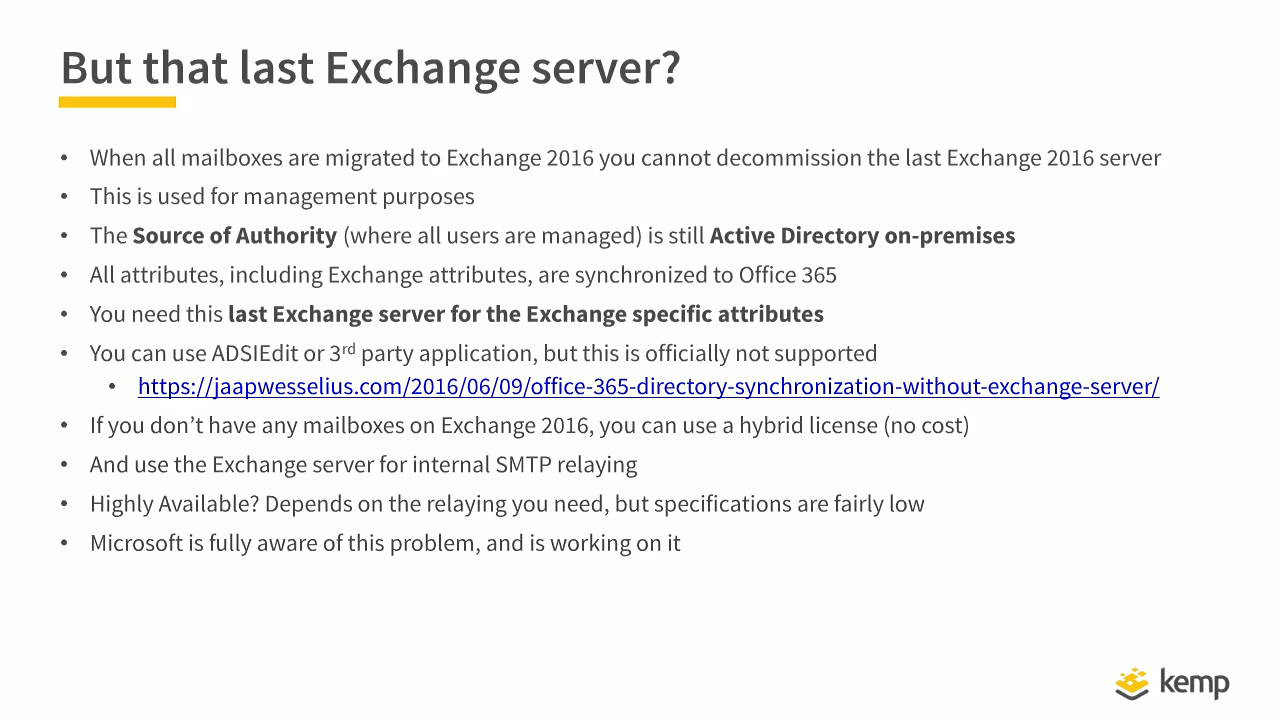 But that last Exchange server?
• When all mailboxes are migrated to Exchange 2016 you cannot decommission the last Exchange 2016 server
• This is used for management purposes
• The Source of Authority (where all users are managed) is still Active Directory on-premises
• All attributes, including Exchange attributes, are synchronized to Office 365
• You need this last Exchange server for the Exchange specific attributes
• You can use ADSIEdit or 3rd party application, but this is officially not supported
• https://jaapwesselius.com/2016/06/09/office-365-directory-synchronization-without-exchange-server/
• If you don’t have any mailboxes on Exchange 2016, you can use a hybrid license (no cost)
• And use the Exchange server for internal SMTP relaying
• Highly Available? Depends on the relaying you need, but specifications are fairly low
• Microsoft is fully aware of this problem, and is working on it
kemp